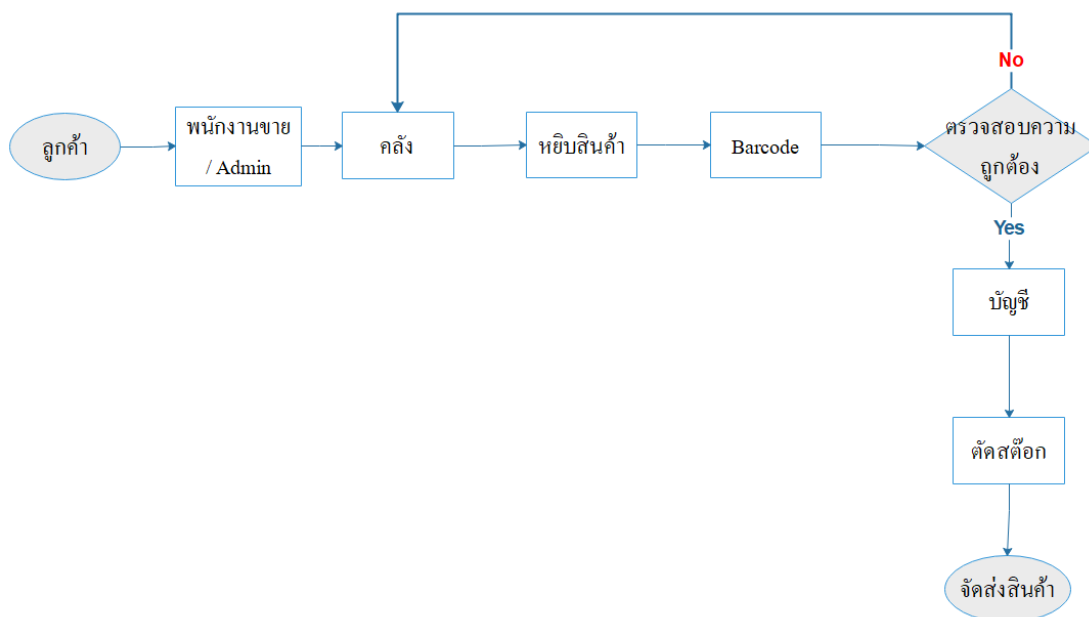 No
ลูกค้า
พนักงานขาย
/ Admin
คลัง
หยิบสินค้า
Barcode
ตรวจสอบความ
ถูกต้อง
Yes
บัญชี
ตัดสต๊อก
จัดส่งสินค้า